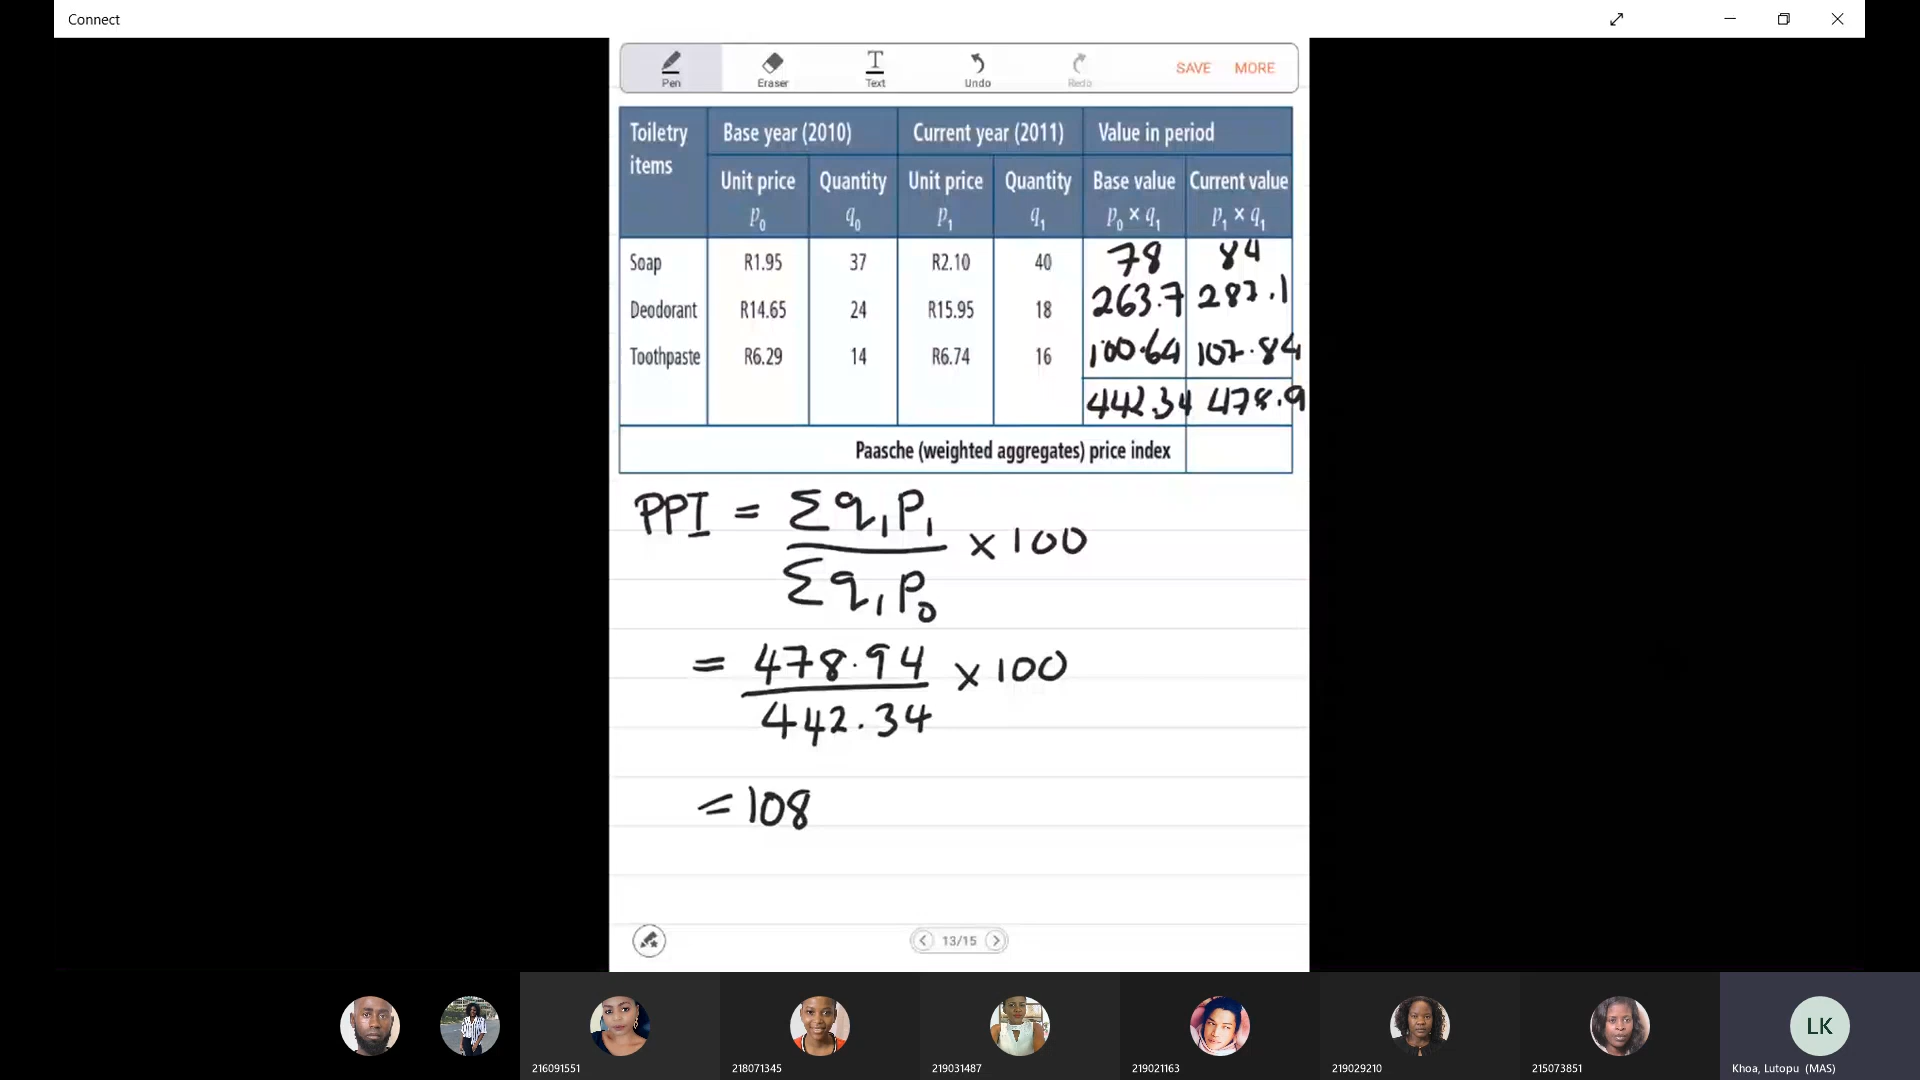 Connect
Pen Eraser Text Undo Redo SAVE MORE
Toiletry items Base year (2010) Current year (2011) Value in period
Unit price Quantity Unit price Quantity Base value Current value
p0 q0 p1 q1 p0 × q1 p1 × q1
Soap R1.95 37 R2.10 40 78 84
Deodorant R14.65 24 R15.95 18 263.7 287.1
Toothpaste R6.29 14 R6.74 16 100.64 107.84
442.34 478.9
Paasche (weighted aggregates) price index
PPI = Σq1P1 / Σq1P0 × 100
= 478.94 / 442.34 × 100
= 108
13/15
LK
216091551 218071345 219031487 219021163 219029210 215073851 Khoa, Lutopu (MAS)